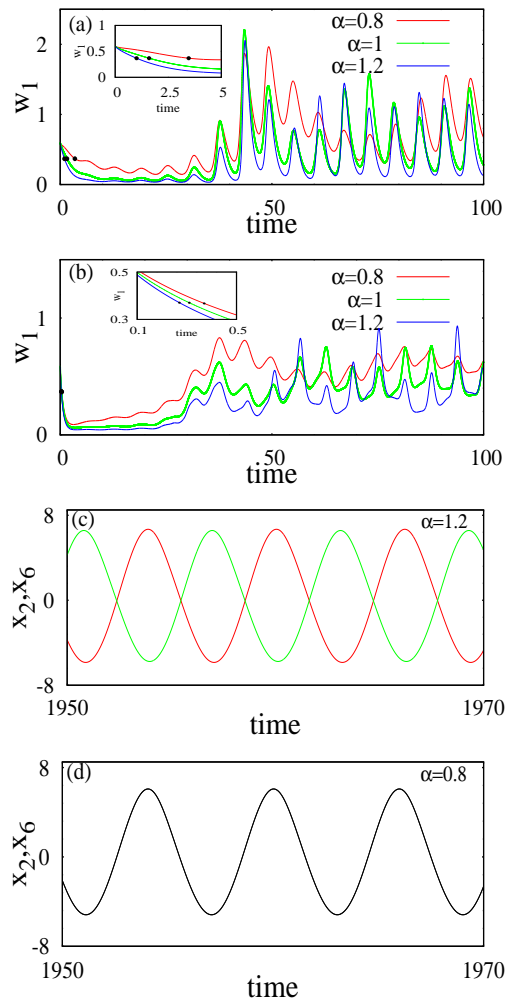 (a)
α=0.8
α=1
α=1.2
w1
2
1
0
w1
1
0.5
0
0
2.5
5
time
0
50
100
time
(b)
α=0.8
α=1
α=1.2
w1
1
0
w1
0.5
0.3
0.1
time
0.5
0
50
100
time
(c)
α=1.2
x2,x6
8
0
-8
1950
1970
time
(d)
α=0.8
x2,x6
8
0
-8
1950
1970
time